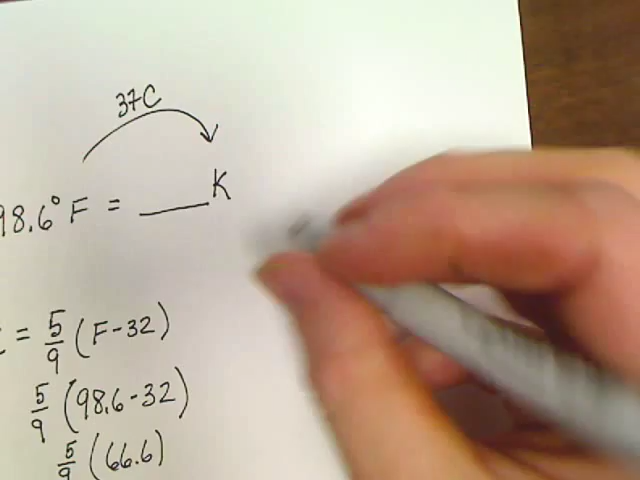 37C
98.6° F = ____ K
C = 5/9 (F-32)
5/9 (98.6-32)
5/9 (66.6)